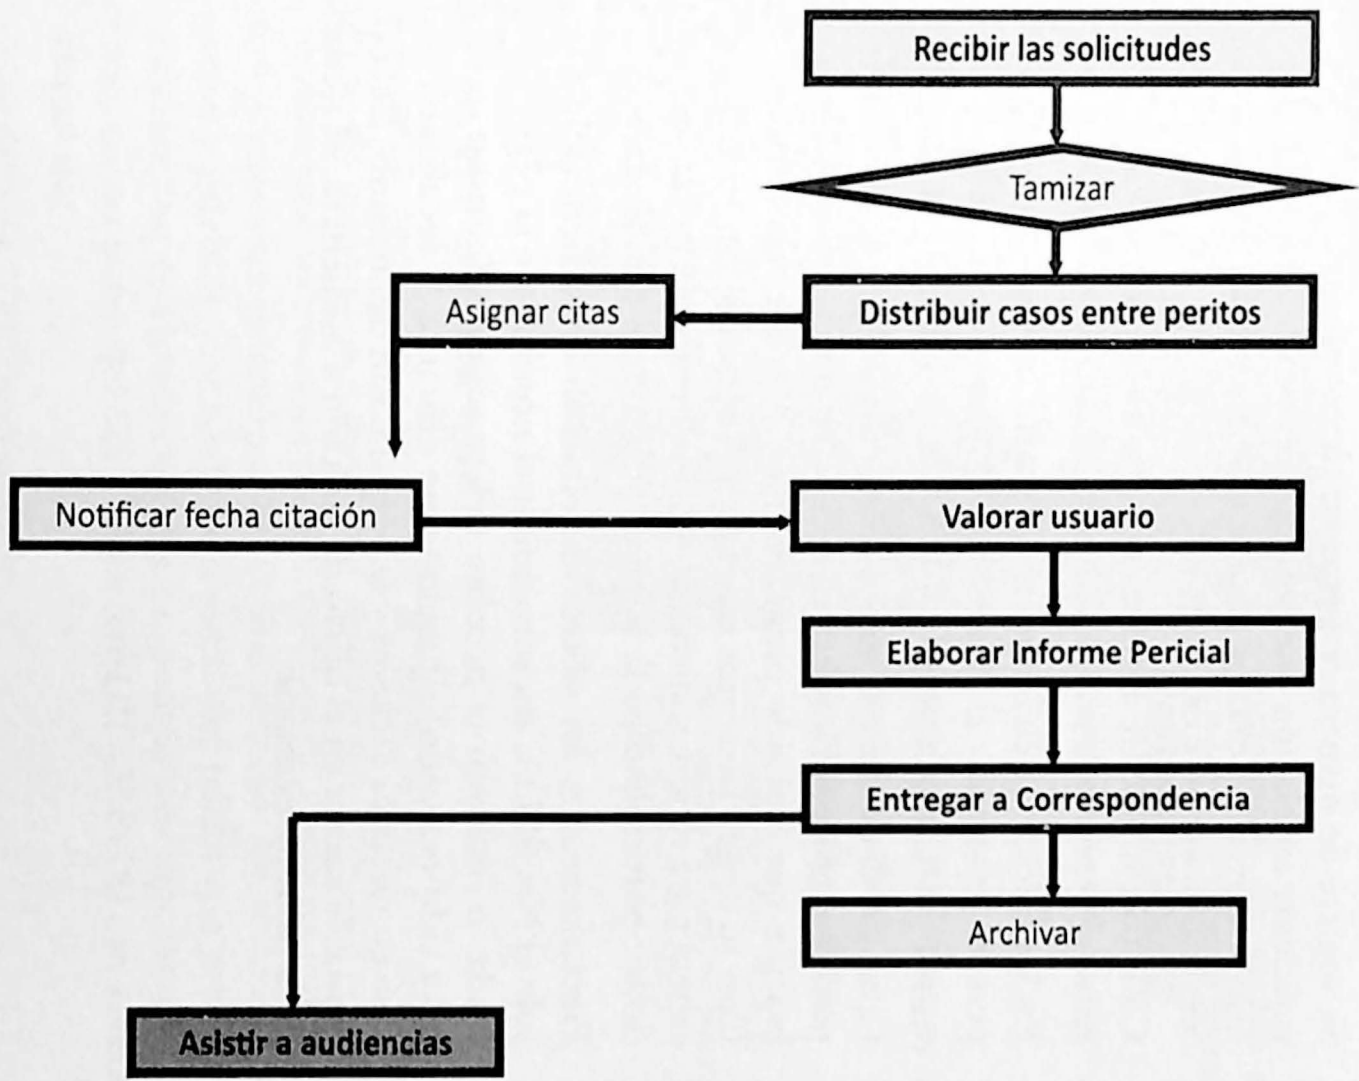 Recibir las solicitudes
Tamizar
Distribuir casos entre peritos
Asignar citas
Notificar fecha citación
Valorar usuario
Elaborar Informe Pericial
Entregar a Correspondencia
Archivar
Asistir a audiencias